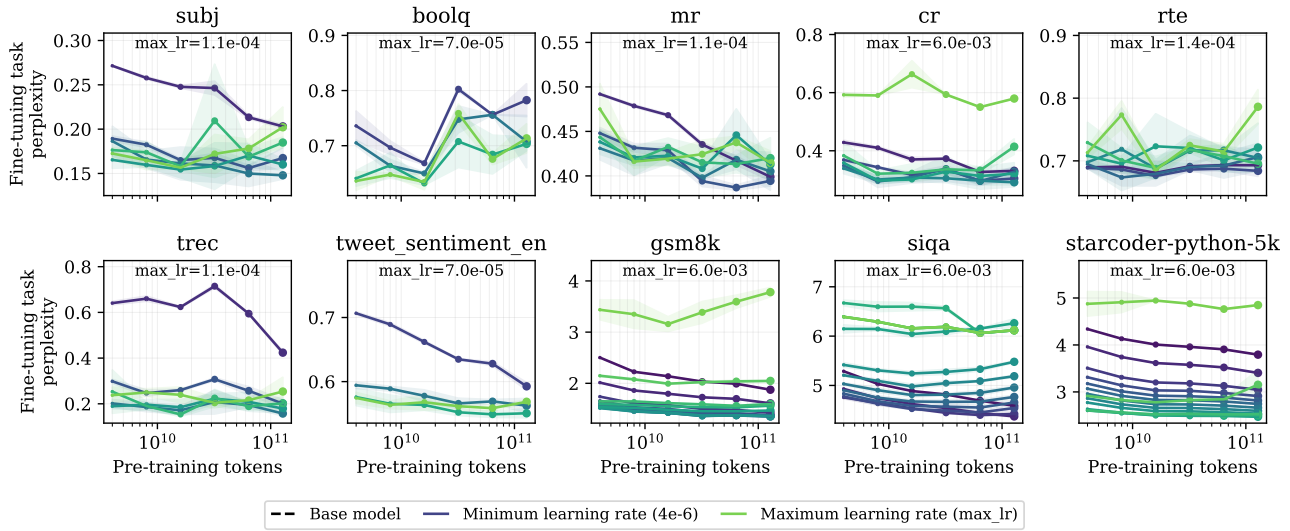 subj
boolq
mr
cr
rte
max_lr=1.1e-04
max_lr=7.0e-05
max_lr=1.1e-04
max_lr=6.0e-03
max_lr=1.4e-04
Fine-tuning task
perplexity
0.30
0.25
0.20
0.15
0.9
0.8
0.7
0.55
0.50
0.45
0.40
0.8
0.6
0.4
0.9
0.8
0.7
trec
tweet_sentiment_en
gsm8k
siqa
starcoder-python-5k
max_lr=1.1e-04
max_lr=7.0e-05
max_lr=6.0e-03
max_lr=6.0e-03
max_lr=6.0e-03
Fine-tuning task
perplexity
0.8
0.6
0.4
0.2
0.7
0.6
4
3
2
7
6
5
5
4
3
10^10
10^11
10^10
10^11
10^10
10^11
10^10
10^11
10^10
10^11
Pre-training tokens
Pre-training tokens
Pre-training tokens
Pre-training tokens
Pre-training tokens
Base model
Minimum learning rate (4e-6)
Maximum learning rate (max_lr)